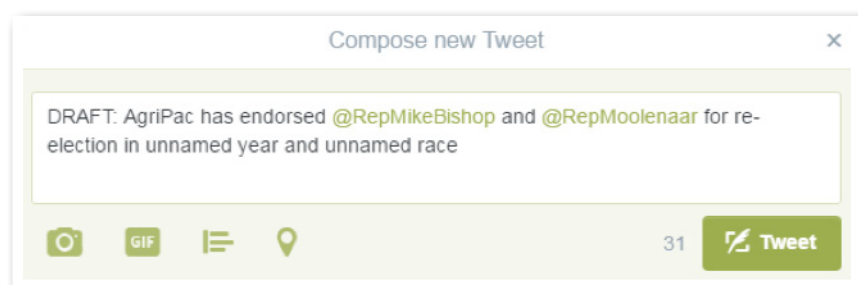 Compose new Tweet ×
DRAFT: AgriPac has endorsed @RepMikeBishop and @RepMoolenaar for re-
election in unnamed year and unnamed race
GIF 31 Tweet